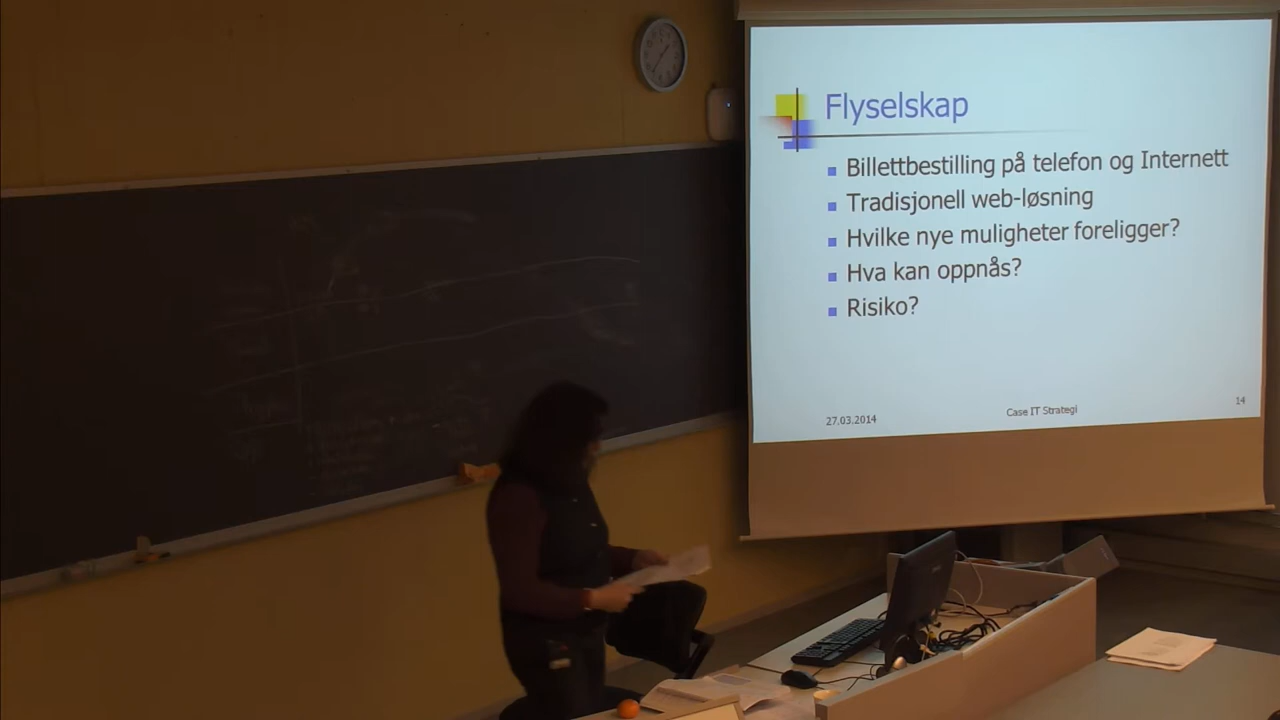 Flyselskap
Billettbestilling på telefon og Internett
Tradisjonell web-løsning
Hvilke nye muligheter foreligger?
Hva kan oppnås?
Risiko?
27.03.2014
Case IT Strategi
14